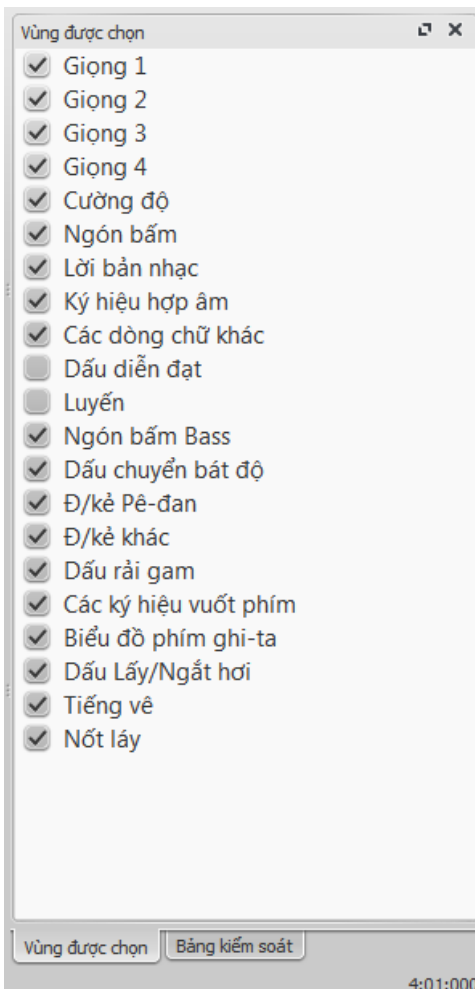 Vùng được chọn
Giọng 1
Giọng 2
Giọng 3
Giọng 4
Cường độ
Ngón bấm
Lời bản nhạc
Ký hiệu hợp âm
Các dòng chữ khác
Dấu diễn đạt
Luyến
Ngón bấm Bass
Dấu chuyển bát độ
Đ/kẻ Pê-đan
Đ/kẻ khác
Dấu rải gam
Các ký hiệu vuốt phím
Biểu đồ phím ghi-ta
Dấu Lấy/Ngắt hơi
Tiếng vê
Nốt láy
Vùng được chọn Bảng kiểm soát
4:01:000